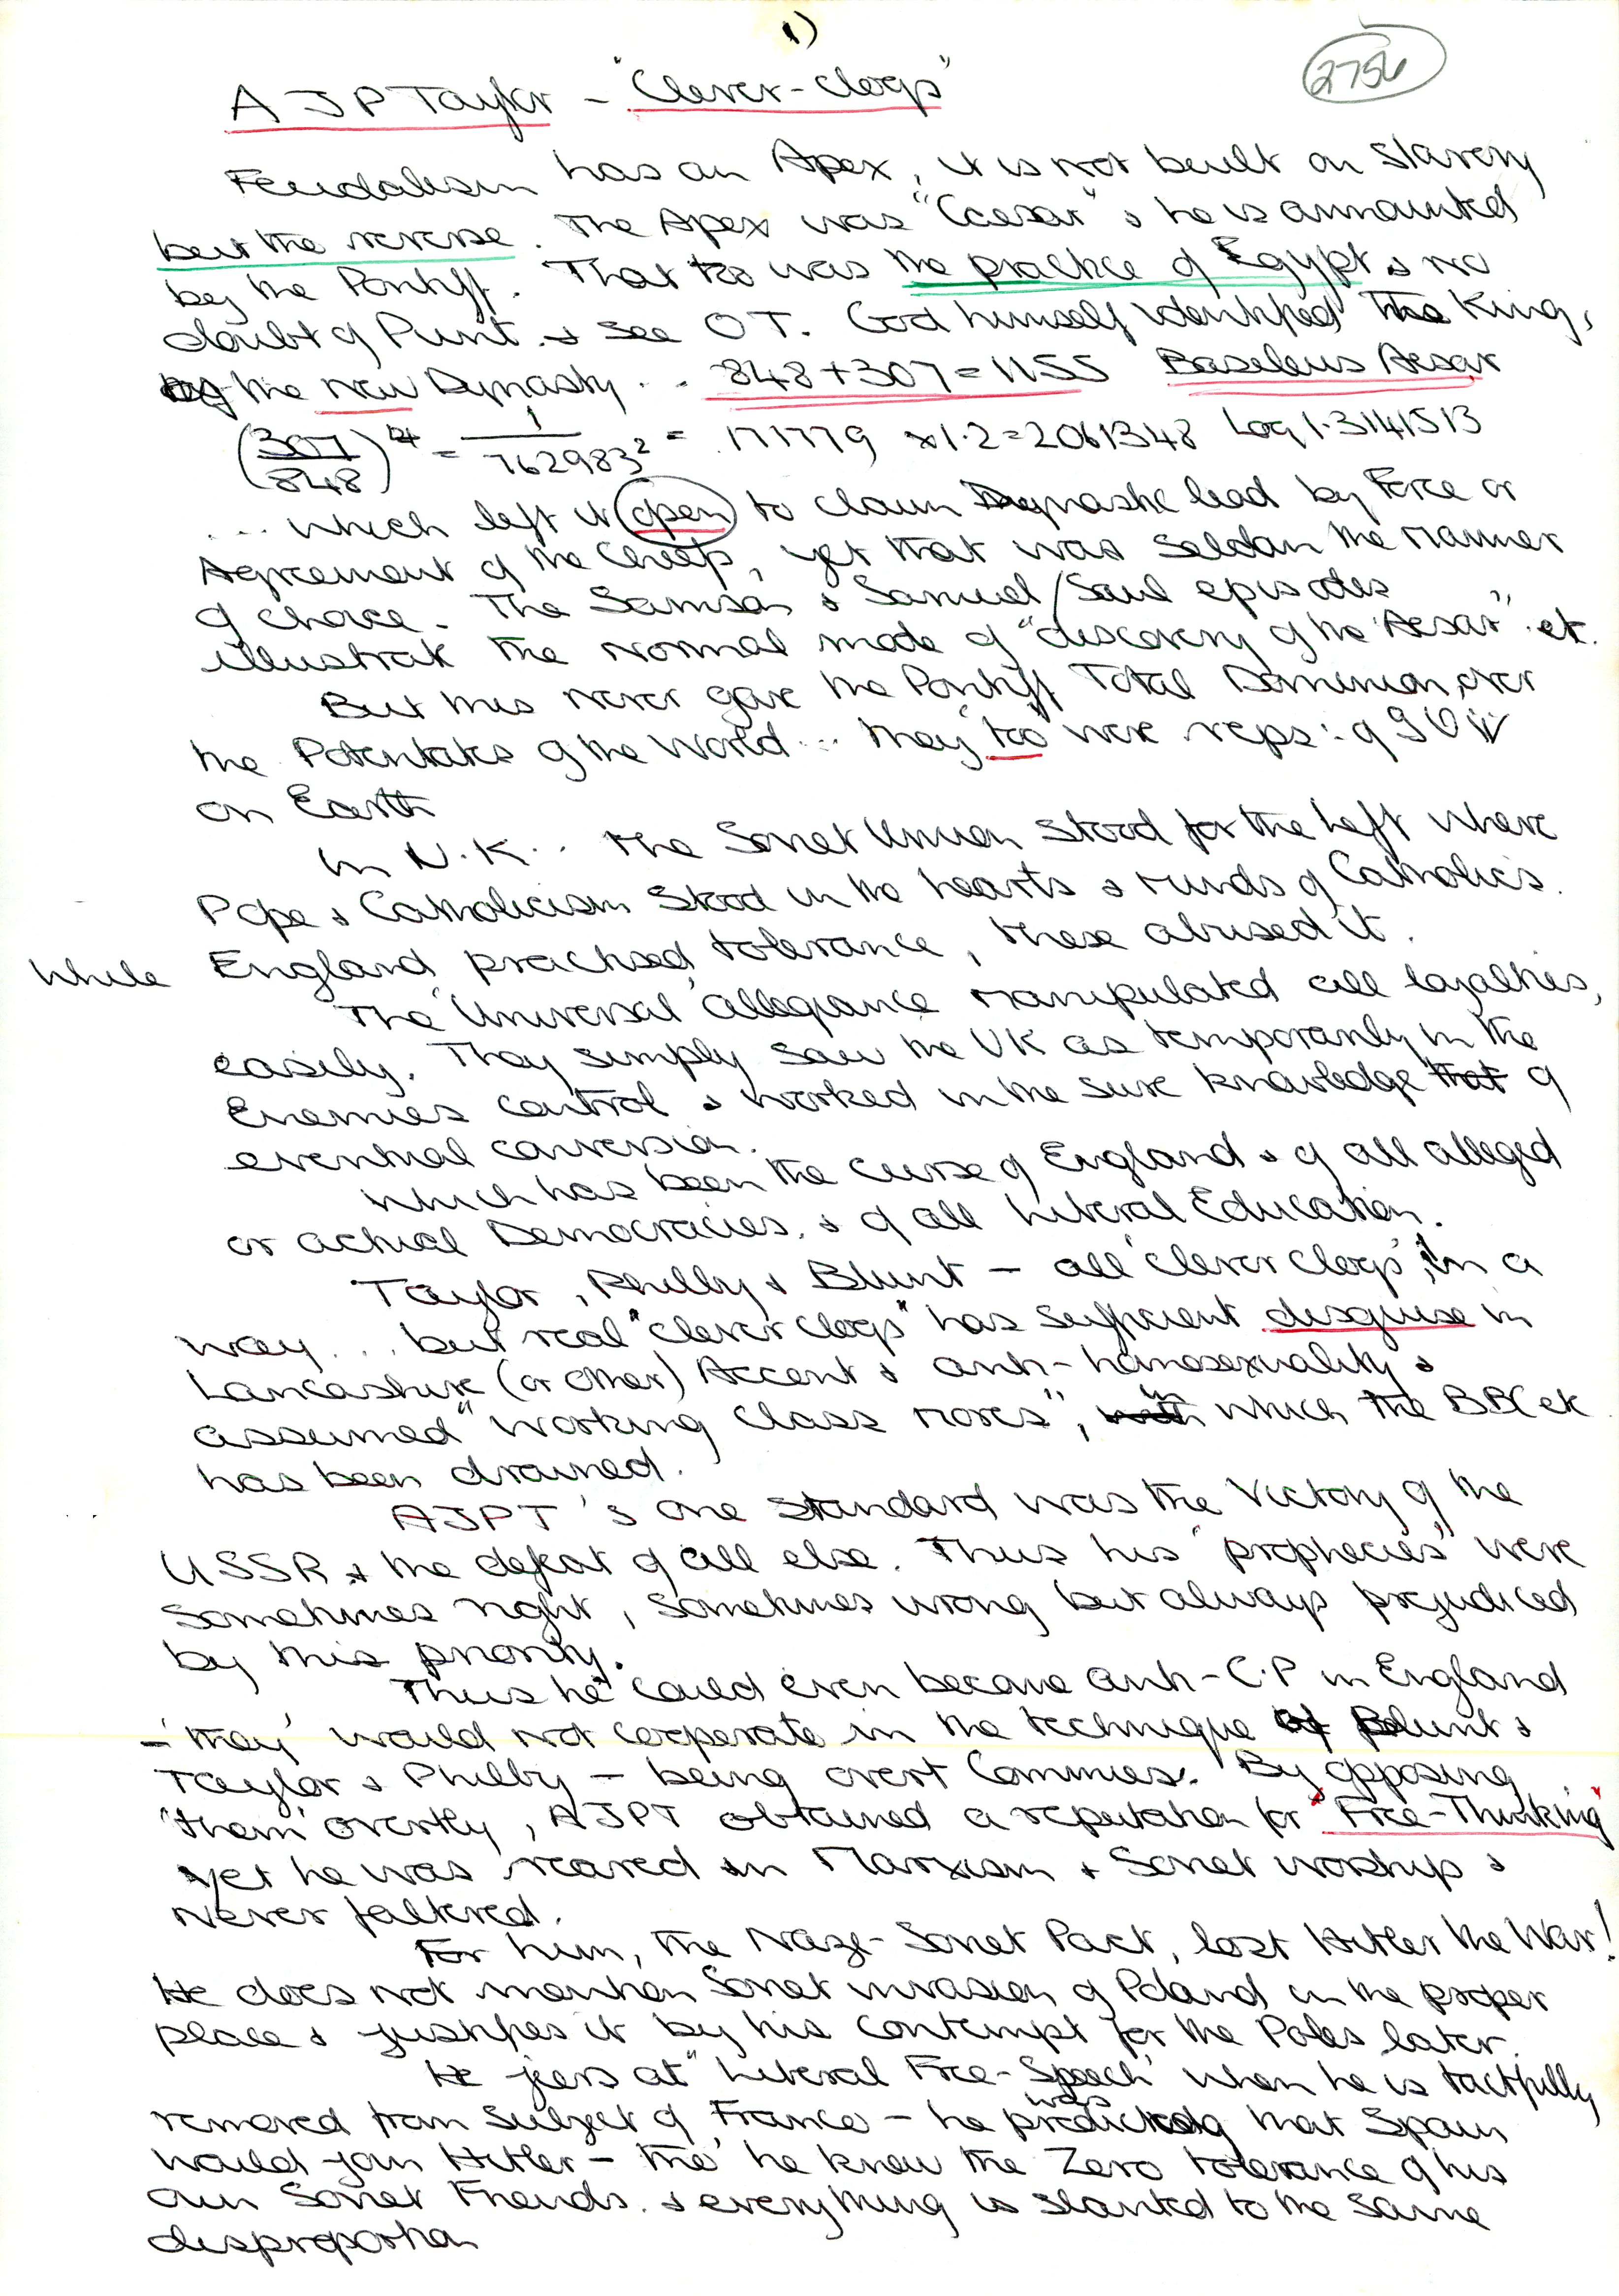 1)
2756
A J P Taylor - "Clever-Clogs"
Feudalism has an Apex, it is not built on Slavery
but the reverse. The Apex was "Caesar" & he is annointed
by the Pontiff. That too was the practice of Egypt & no
doubt of Punt. & see OT. God himself identified the King,
the new Dynasty . . 848+307=1155 Basileus Aesar
(307/848)^4 = 1/7.62983^2 = .171779 x1.2=2061348 Log 1.3141513
... which left it open to claim Dynastic lead by Force or
Agreement of the Chiefs, yet that was seldom the manner
of choice. The Samson & Samuel/Saul episodes
illustrate the normal mode of "discovery of the Aesar" etc.
But this never gave the Pontiff Total Dominion over
the Potentates of the World... they 'too' were reps: of
on Earth
In N.K.. the Soviet Union stood for the Left where
Pope & Catholicism stood in the hearts & minds of Catholics.
While England practised tolerance, these abused it.
The 'Universal' allegiance manipulated all loyalties,
easily. They simply saw the UK as temporarily in the
Enemies control & worked in the sure knowledge that of
eventual conversion.
Which has been the curse of England & of all alleged
or actual Democracies, & of all Liberal Education.
Taylor, Philby & Blunt - all 'clever clogs', in a
way... but real "clever clogs" has sufficient disguise in
Lancashire (or other) Accent & anti-homosexuality &
assumed "working class mores", with in which the BBC etc
has been drained.
AJPT's one standard was the Victory of the
USSR & the defeat of all else. Thus his "prophecies" were
sometimes right, sometimes wrong but always prejudiced
by this priority.
Thus he could even become anti-C.P in England
- 'they' would not cooperate in the technique of Blunt &
Taylor & Philby - being overt Commies. By opposing
'them' overtly, AJPT obtained a reputation for "Free-Thinking"
yet he was reared in Marxism & Soviet worship &
never faltered.
For him, the Nazi-Soviet Pact, lost Hitler the War!
He does not mention Soviet invasion of Poland in the proper
place & justifies it by his contempt for the Poles later.
He jeers at "Liberal Free-Speech" when he is tactfully
removed from subject of France - he was predicting that Spain
would join Hitler - tho' he knew the Zero tolerance of his
own Soviet Friends. & everything is slanted to the same
disproportion